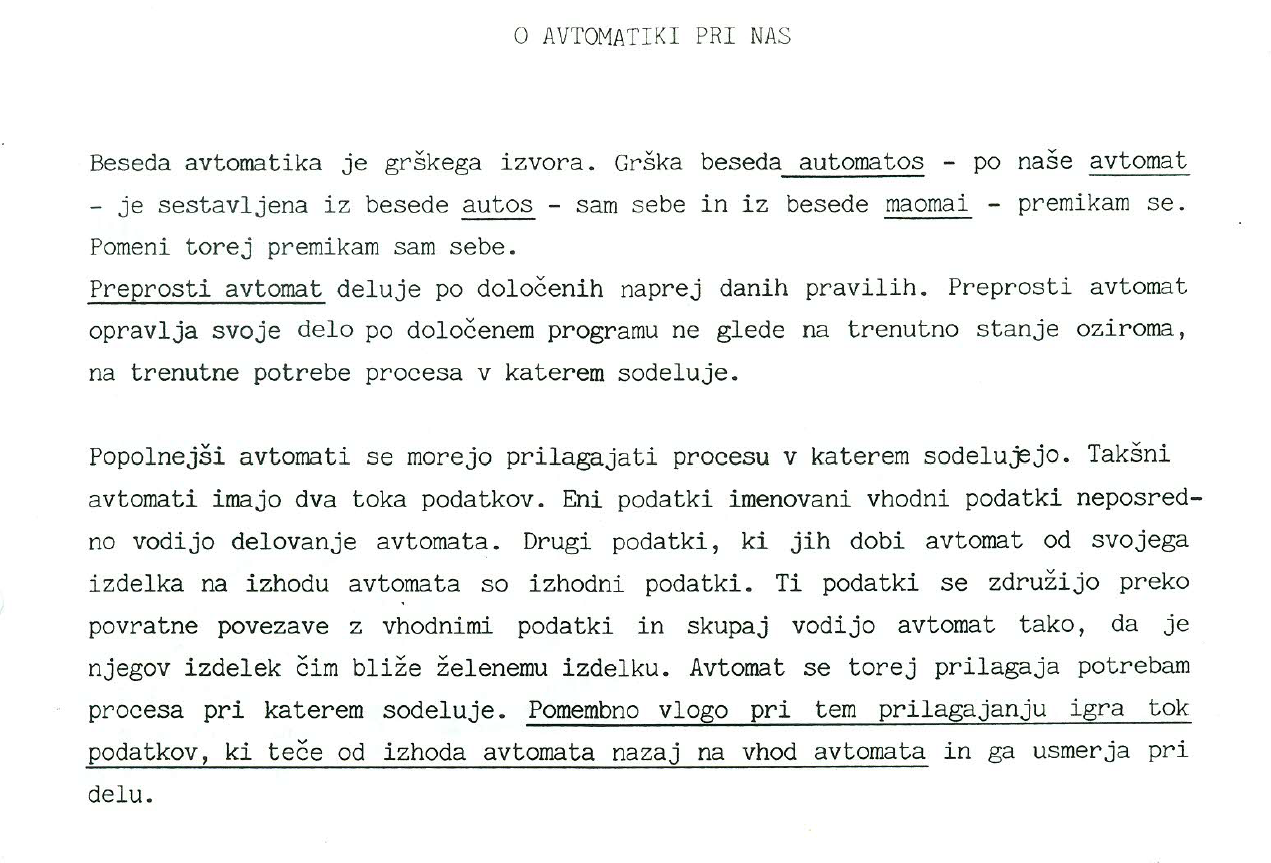 O AVTOMATIKI PRI NAS
Beseda avtomatika je grškega izvora. Grška beseda automatos - po naše avtomat
- je sestavljena iz besede autos - sam sebe in iz besede maomai - premikam se.
Pomeni torej premikam sam sebe.
Preprosti avtomat deluje po določenih naprej danih pravilih. Preprosti avtomat
opravlja svoje delo po določenem programu ne glede na trenutno stanje oziroma,
na trenutne potrebe procesa v katerem sodeluje.
Popolnejši avtomati se morejo prilagajati procesu v katerem sodelujejo. Takšni
avtomati imajo dva toka podatkov. Eni podatki imenovani vhodni podatki neposred-
no vodijo delovanje avtomata. Drugi podatki, ki jih dobi avtomat od svojega
izdelka na izhodu avtomata so izhodni podatki. Ti podatki se združijo preko
povratne povezave z vhodnimi podatki in skupaj vodijo avtomat tako, da je
njegov izdelek čim bliže želenemu izdelku. Avtomat se torej prilagaja potrebam
procesa pri katerem sodeluje. Pomembno vlogo pri tem prilagajanju igra tok
podatkov, ki teče od izhoda avtomata nazaj na vhod avtomata in ga usmerja pri
delu.